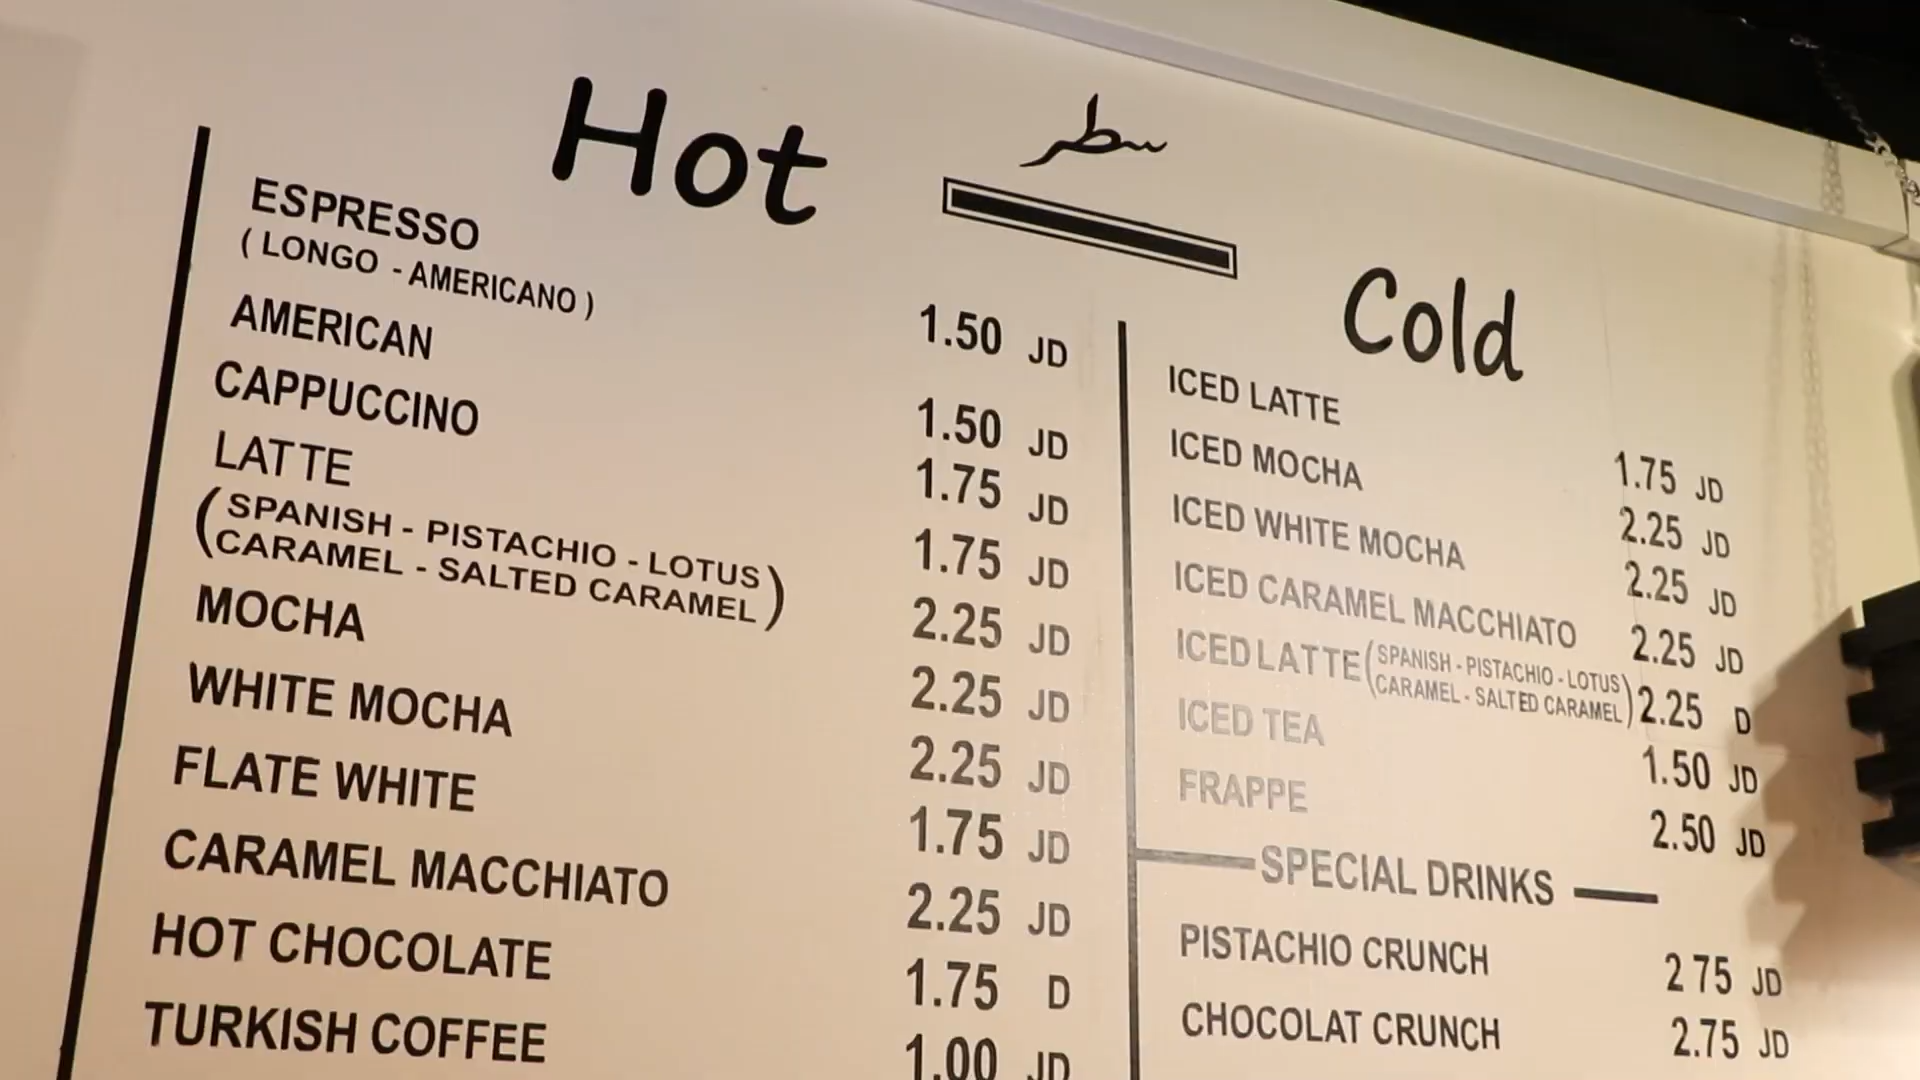 Hot
سطر
ESPRESSO
( LONGO - AMERICANO )
1.50 JD
AMERICAN
1.50 JD
CAPPUCCINO
1.75 JD
LATTE
1.75 JD
(SPANISH - PISTACHIO - LOTUS
CARAMEL - SALTED CARAMEL)
2.25 JD
MOCHA
2.25 JD
WHITE MOCHA
2.25 JD
FLATE WHITE
1.75 JD
CARAMEL MACCHIATO
2.25 JD
HOT CHOCOLATE
1.75 D
TURKISH COFFEE
1.00 JD
Cold
ICED LATTE
1.75 JD
ICED MOCHA
2.25 JD
ICED WHITE MOCHA
2.25 JD
ICED CARAMEL MACCHIATO
2.25 JD
ICED LATTE (SPANISH - PISTACHIO - LOTUS
CARAMEL - SALTED CARAMEL)
2.25 D
ICED TEA
1.50 JD
FRAPPE
2.50 JD
SPECIAL DRINKS
PISTACHIO CRUNCH
2 75 JD
CHOCOLAT CRUNCH
2.75 JD